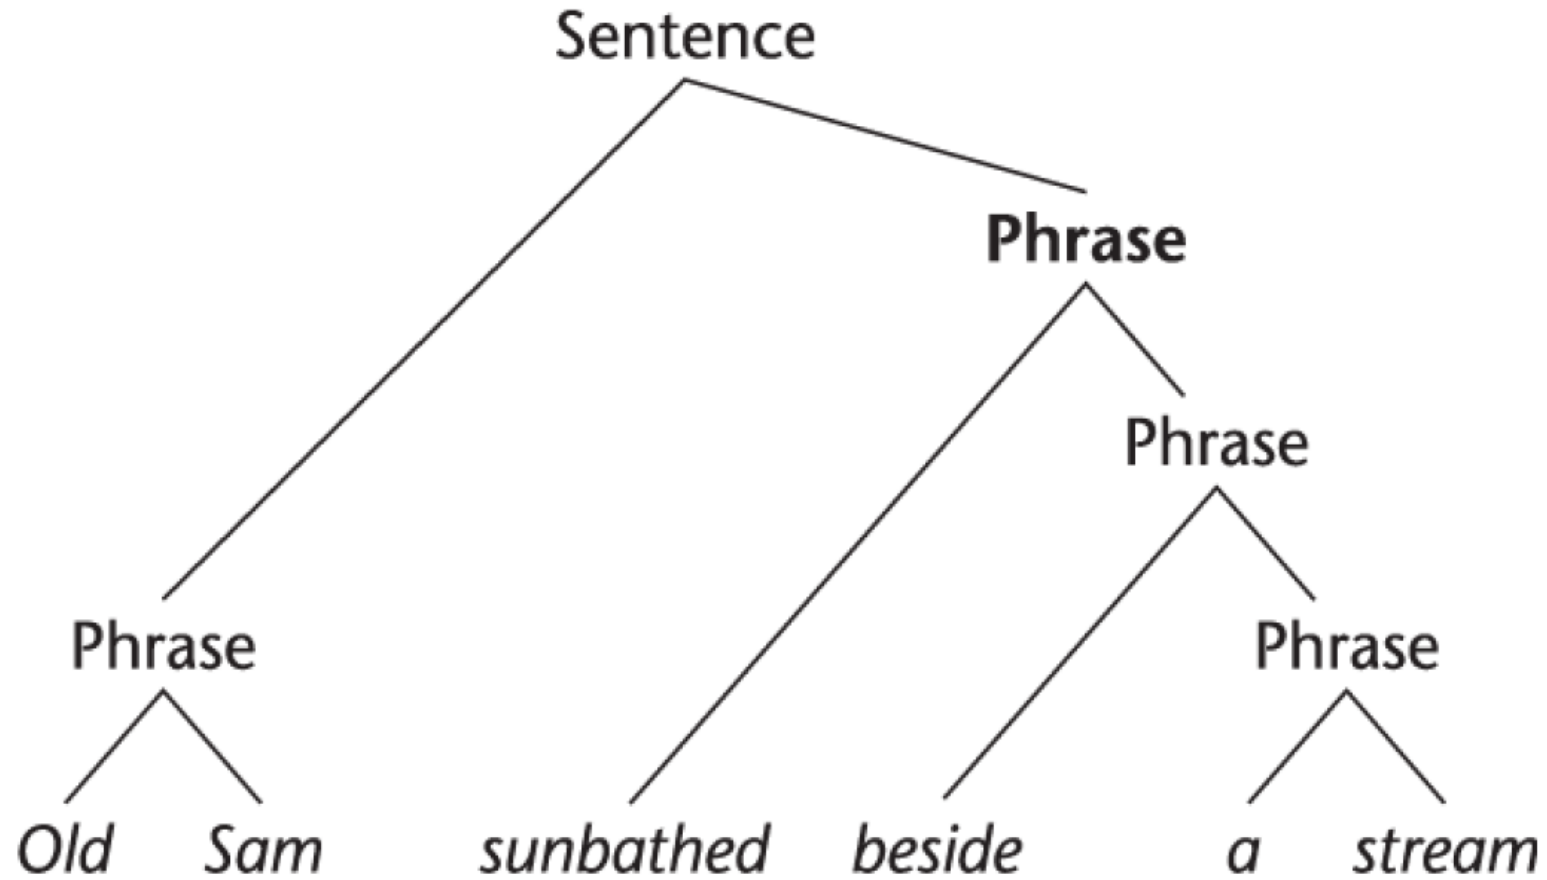 Sentence
Phrase
Phrase
Phrase Phrase
Old Sam sunbathed beside a stream